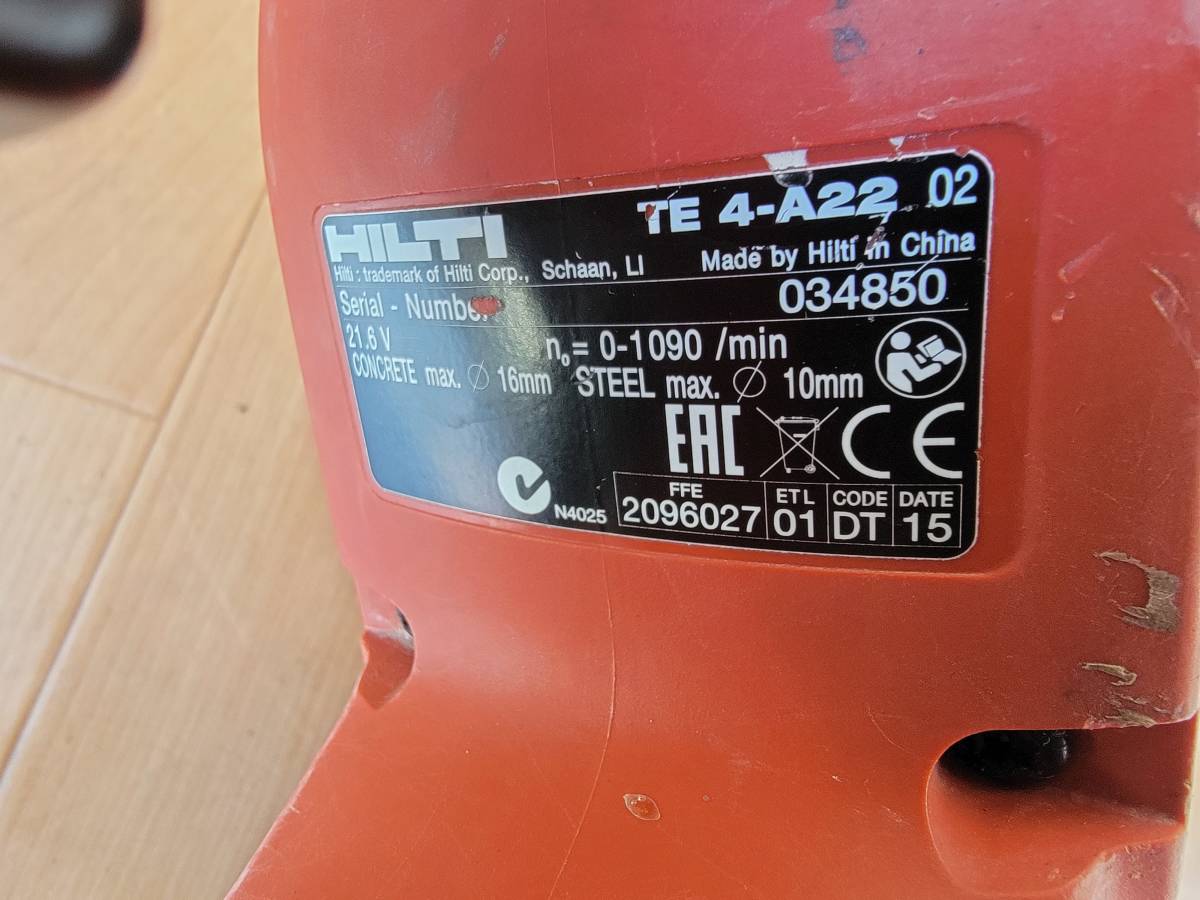 HILTI TE 4-A22 02
Hilti : trademark of Hilti Corp., Schaan, LI Made by Hilti in China
Serial - Number 034850
21.6 V n₀= 0-1090 /min
CONCRETE max. ∅ 16mm STEEL max. ∅ 10mm
EAC CE
N4025
FFE ETL CODE DATE
2096027 01 DT 15